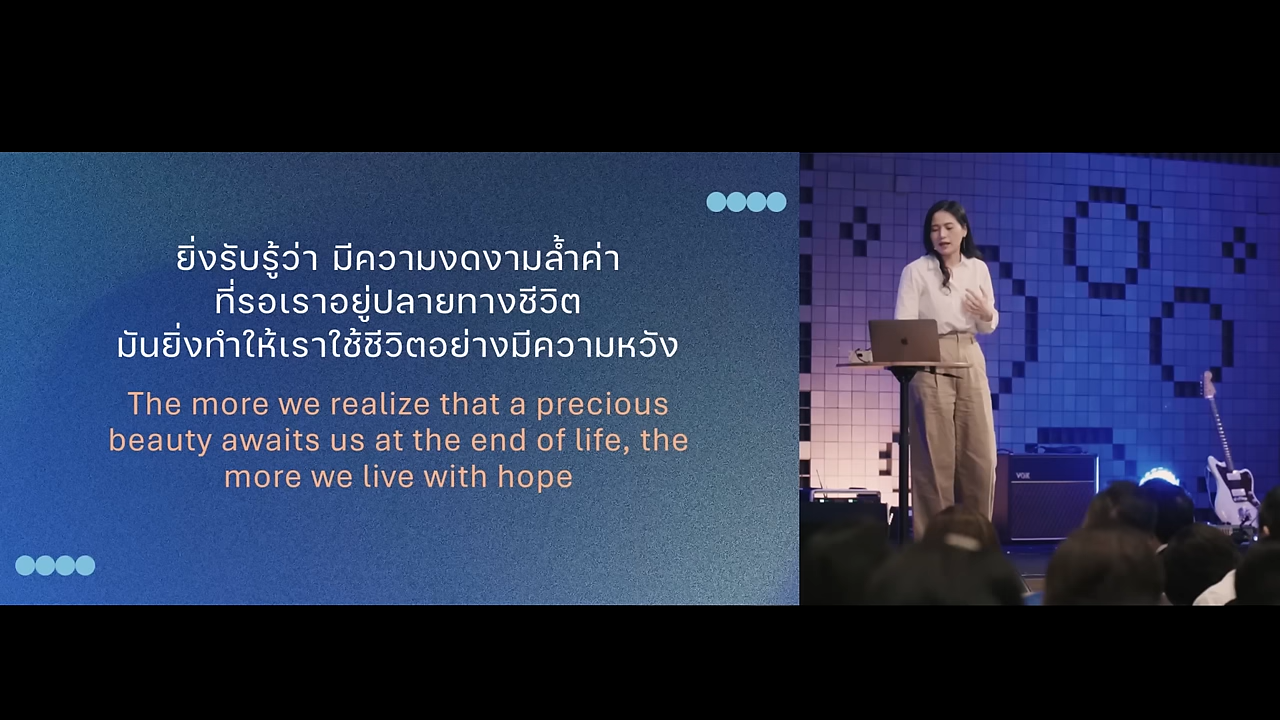 ยิ่งรับรู้ว่า มีความงดงามล้ำค่า
ที่รอเราอยู่ปลายทางชีวิต
มันยิ่งทำให้เราใช้ชีวิตอย่างมีความหวัง
The more we realize that a precious
beauty awaits us at the end of life, the
more we live with hope
VOX